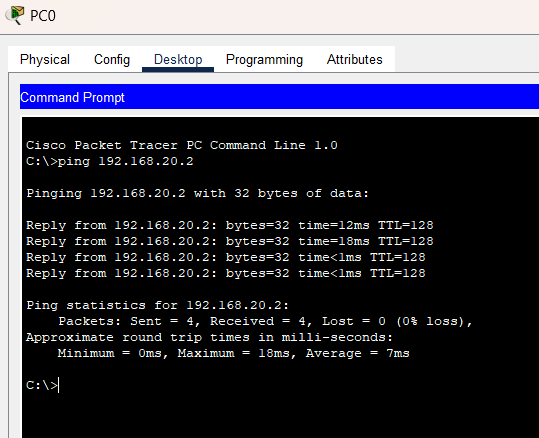 PC0
Physical Config Desktop Programming Attributes
Command Prompt
Cisco Packet Tracer PC Command Line 1.0
C:\>ping 192.168.20.2
Pinging 192.168.20.2 with 32 bytes of data:
Reply from 192.168.20.2: bytes=32 time=12ms TTL=128
Reply from 192.168.20.2: bytes=32 time=18ms TTL=128
Reply from 192.168.20.2: bytes=32 time<1ms TTL=128
Reply from 192.168.20.2: bytes=32 time<1ms TTL=128
Ping statistics for 192.168.20.2:
Packets: Sent = 4, Received = 4, Lost = 0 (0% loss),
Approximate round trip times in milli-seconds:
Minimum = 0ms, Maximum = 18ms, Average = 7ms
C:\>